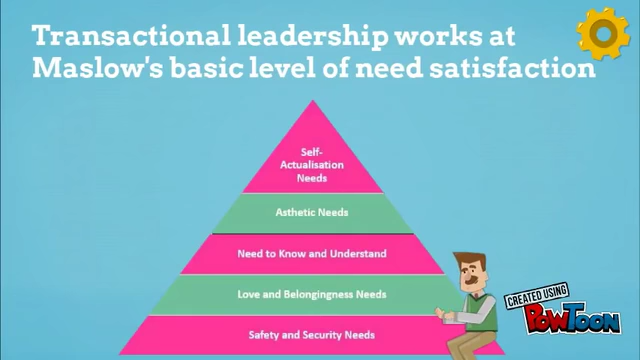 Transactional leadership works at
Maslow's basic level of need satisfaction
Self-
Actualisation
Needs
Asthetic Needs
Need to Know and Understand
Love and Belongingness Needs
Safety and Security Needs
CREATED USING
POWTOON